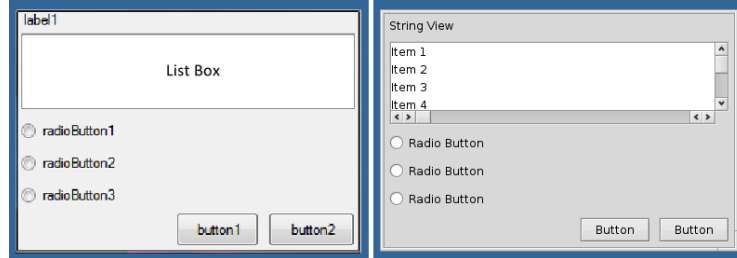 label1
List Box
radioButton1
radioButton2
radioButton3
button1 button2
String View
Item 1
Item 2
Item 3
Item 4
Radio Button
Radio Button
Radio Button
Button Button